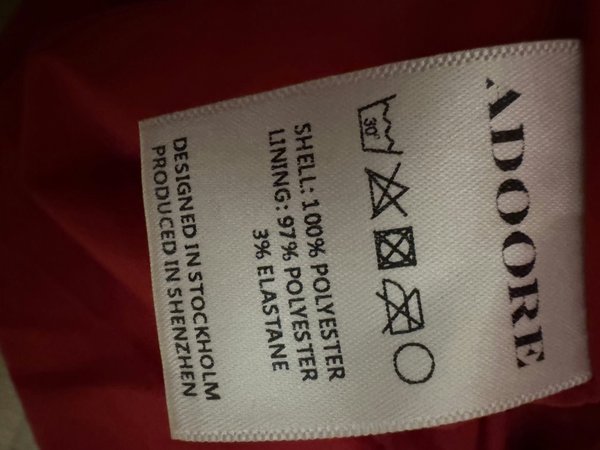 ADOORE
30°
SHELL: 100% POLYESTER
LINING: 97% POLYESTER
3% ELASTANE
DESIGNED IN STOCKHOLM
PRODUCED IN SHENZHEN